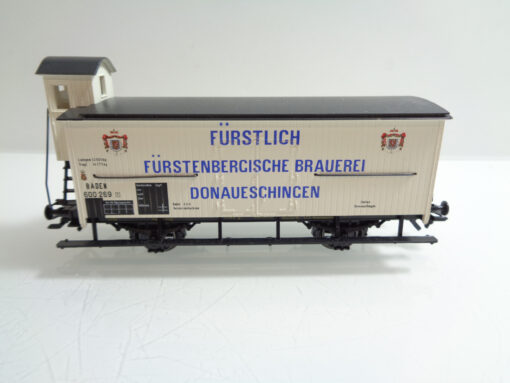 FÜRSTLICH
FÜRSTENBERGISCHE BRAUEREI
DONAUESCHINGEN
BADEN
600 269